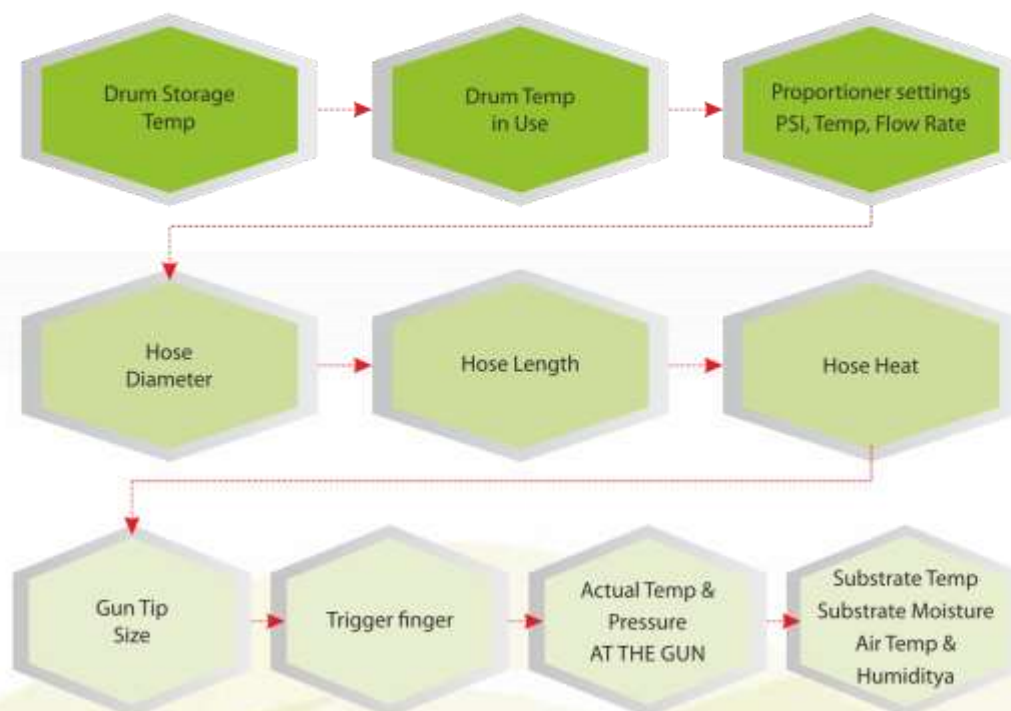 Drum Storage
Temp
Drum Temp
in Use
Proportioner settings
PSI, Temp, Flow Rate
Hose
Diameter
Hose Length
Hose Heat
Gun Tip
Size
Trigger finger
Actual Temp &
Pressure
AT THE GUN
Substrate Temp
Substrate Moisture
Air Temp &
Humiditya